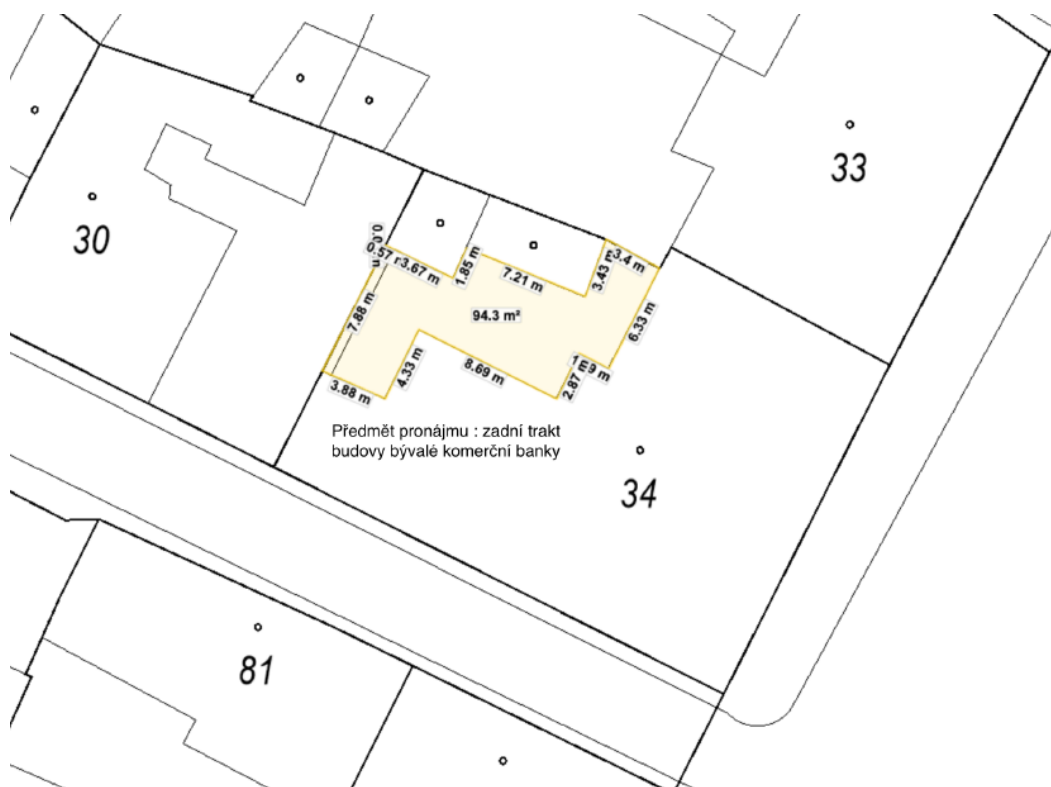 33
30
3.4 m
3.43 m
1.85 m
3.67 m
7.21 m
94.3 m²
7.88 m
6.33 m
4.33 m
8.69 m
2.87 m
3.88 m
Předmět pronájmu : zadní trakt
budovy bývalé komerční banky
34
81